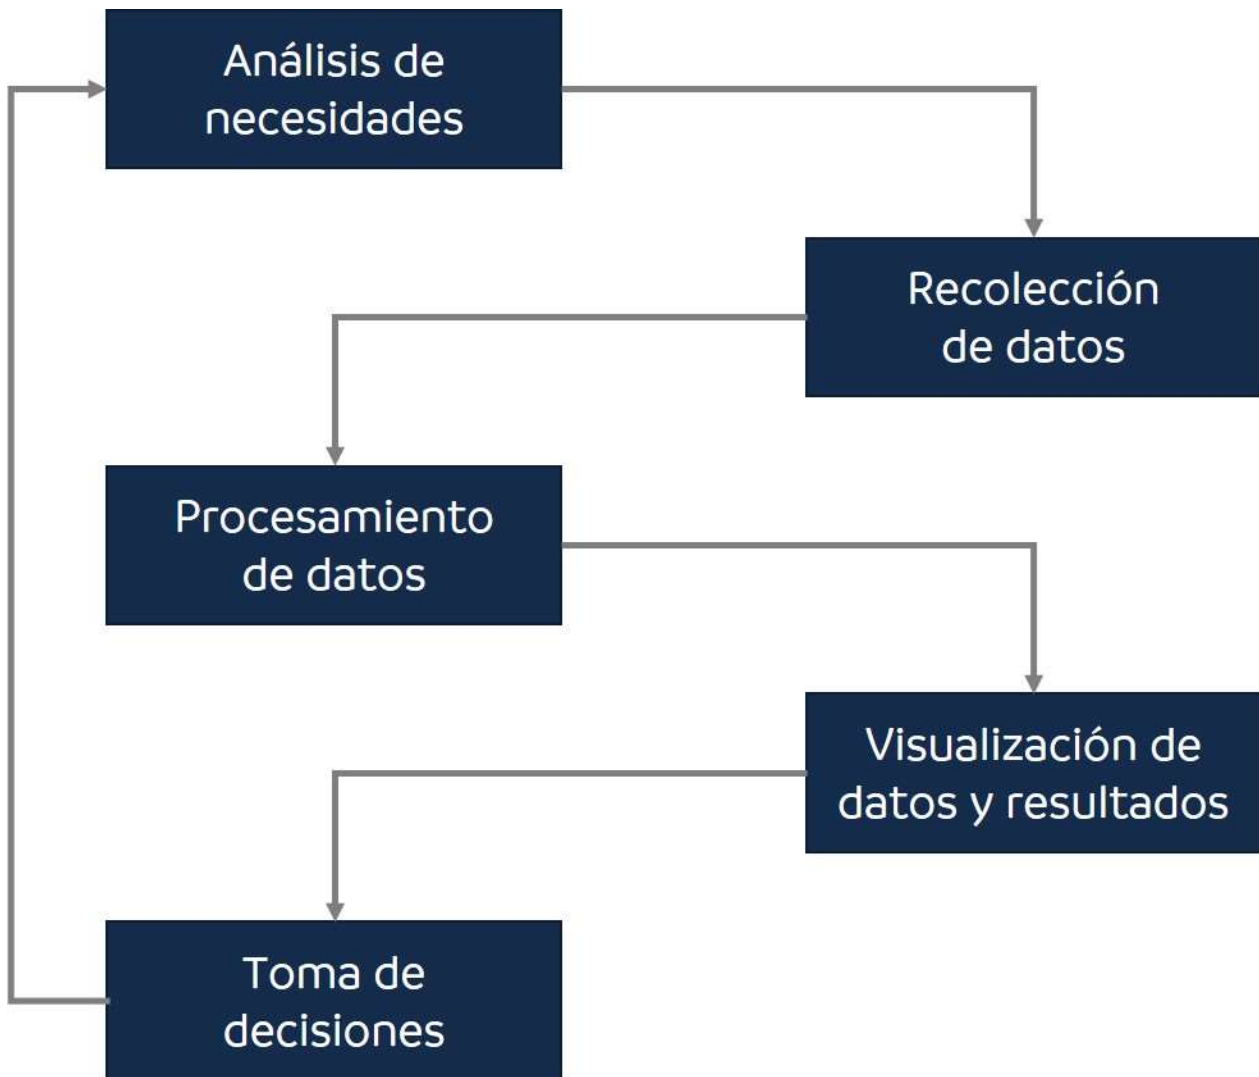 Análisis de
necesidades
Recolección
de datos
Procesamiento
de datos
Visualización de
datos y resultados
Toma de
decisiones